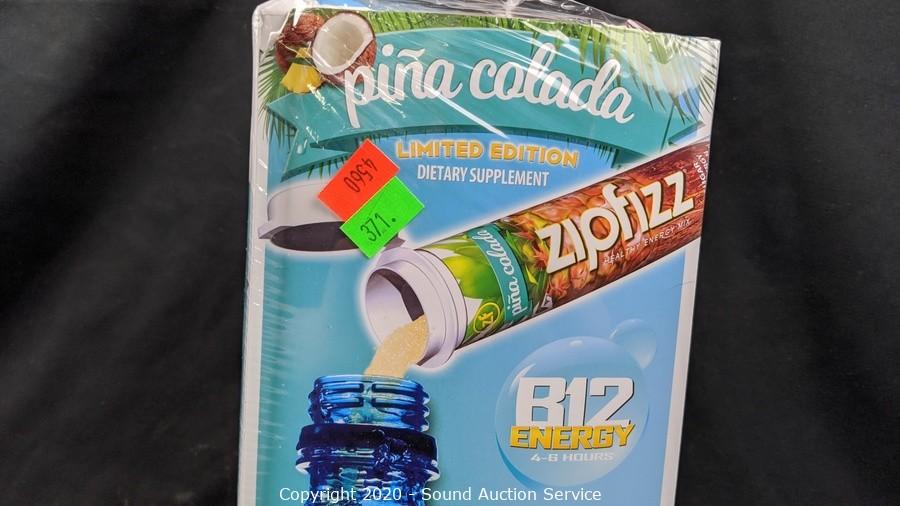 piña colada
LIMITED EDITION
DIETARY SUPPLEMENT
4560
371.
zipfizz
HEALTHY ENERGY MIX
piña colada
zf
B12
ENERGY
4-6 HOURS
Copyright 2020 - Sound Auction Service